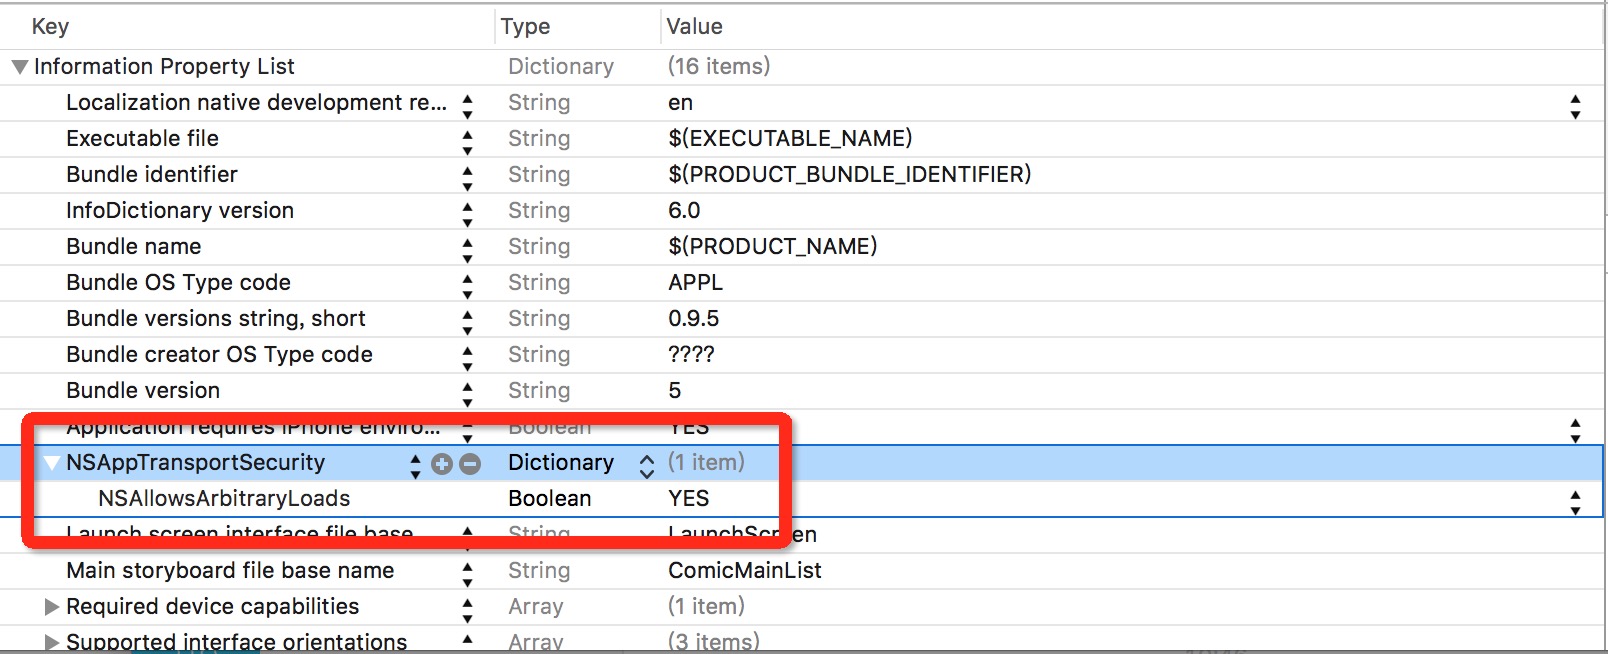 Key Type Value
Information Property List Dictionary (16 items)
Localization native development re... String en
Executable file String $(EXECUTABLE_NAME)
Bundle identifier String $(PRODUCT_BUNDLE_IDENTIFIER)
InfoDictionary version String 6.0
Bundle name String $(PRODUCT_NAME)
Bundle OS Type code String APPL
Bundle versions string, short String 0.9.5
Bundle creator OS Type code String ????
Bundle version String 5
Application requires iPhone enviro... Boolean YES
NSAppTransportSecurity Dictionary (1 item)
NSAllowsArbitraryLoads Boolean YES
Launch screen interface file base String LaunchScreen
Main storyboard file base name String ComicMainList
Required device capabilities Array (1 item)
Supported interface orientations Array (3 items)